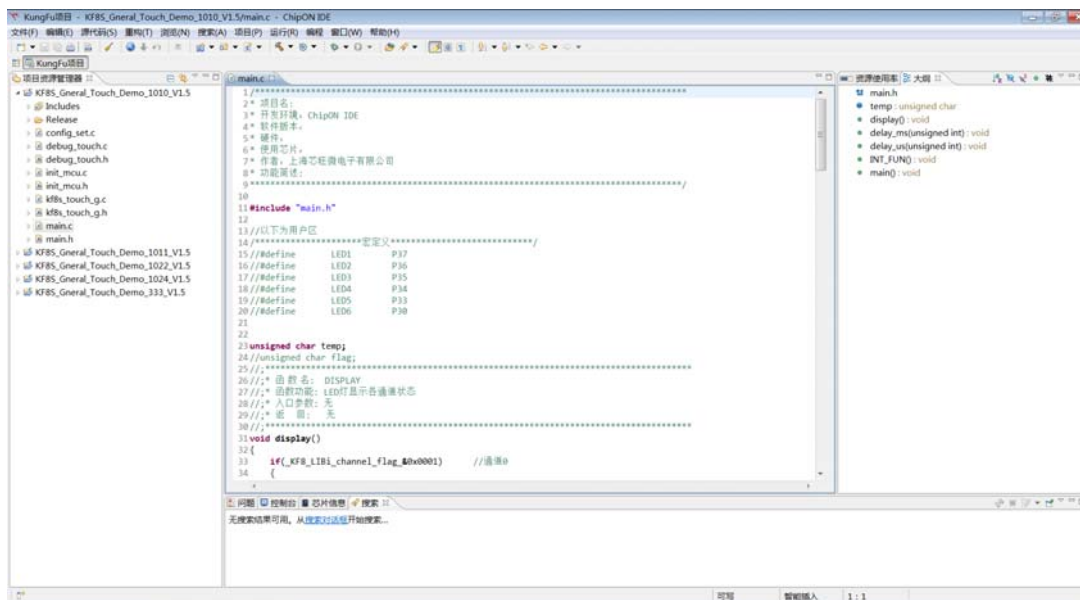 KungFu项目 - KF8S_Gneral_Touch_Demo_1010_V1.5/main.c - ChipON IDE
文件(F) 编辑(E) 源代码(S) 重构(T) 浏览(N) 搜索(A) 项目(P) 运行(R) 编程 窗口(W) 帮助(H)
KungFu项目
项目资源管理器
KF8S_Gneral_Touch_Demo_1010_V1.5
Includes
Release
config_set.c
debug_touch.c
debug_touch.h
init_mcu.c
init_mcu.h
kf8s_touch_g.c
kf8s_touch_g.h
main.c
main.h
KF8S_Gneral_Touch_Demo_1011_V1.5
KF8S_Gneral_Touch_Demo_1022_V1.5
KF8S_Gneral_Touch_Demo_1024_V1.5
KF8S_Gneral_Touch_Demo_333_V1.5
main.c
1 /**********************************************************************************
2 * 项目名:
3 * 开发环境: ChipON IDE
4 * 软件版本:
5 * 硬件:
6 * 使用芯片:
7 * 作者: 上海芯旺微电子有限公司
8 * 功能简述:
9 **********************************************************************************/
10
11 #include "main.h"
12
13 //以下为用户区
14 /********************宏定义***************************/
15 //#define LED1 P37
16 //#define LED2 P36
17 //#define LED3 P35
18 //#define LED4 P34
19 //#define LED5 P33
20 //#define LED6 P30
21
22
23 unsigned char temp;
24 //unsigned char flag;
25 //;*********************************************************************************
26 //;* 函 数 名: DISPLAY
27 //;* 函数功能: LED灯显示各通道状态
28 //;* 入口参数: 无
29 //;* 返 回: 无
30 //;*********************************************************************************
31 void display()
32 {
33 if(_KF8_LIBi_channel_flag_&0x0001) //通道0
34 {
资源使用率 大纲
main.h
temp : unsigned char
display() : void
delay_ms(unsigned int) : void
delay_us(unsigned int) : void
INT_FUN() : void
main() : void
问题 控制台 芯片信息 搜索
无搜索结果可用。从搜索对话框开始搜索...
可写 智能插入 1 : 1